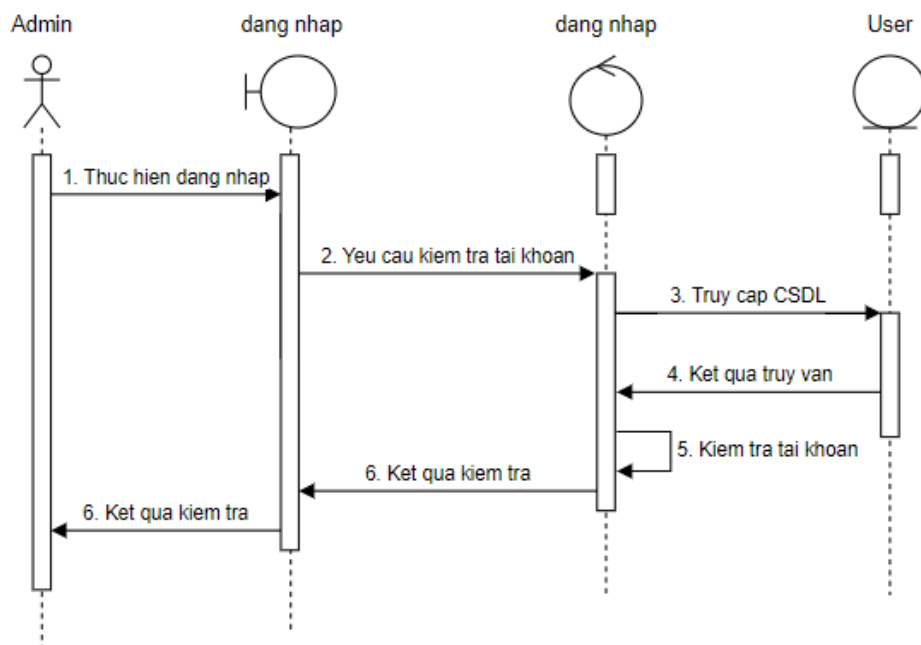 Admin
dang nhap
dang nhap
User
1. Thuc hien dang nhap
2. Yeu cau kiem tra tai khoan
3. Truy cap CSDL
4. Ket qua truy van
5. Kiem tra tai khoan
6. Ket qua kiem tra
6. Ket qua kiem tra